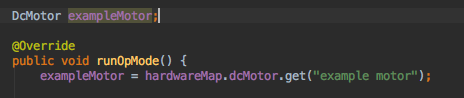 DcMotor exampleMotor;
@Override
public void runOpMode() {
exampleMotor = hardwareMap.dcMotor.get("example motor");